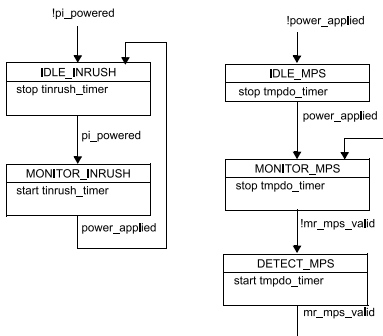 !pi_powered
IDLE_INRUSH
stop tinrush_timer
pi_powered
MONITOR_INRUSH
start tinrush_timer
power_applied
!power_applied
IDLE_MPS
stop tmpdo_timer
power_applied
MONITOR_MPS
stop tmpdo_timer
!mr_mps_valid
DETECT_MPS
start tmpdo_timer
mr_mps_valid